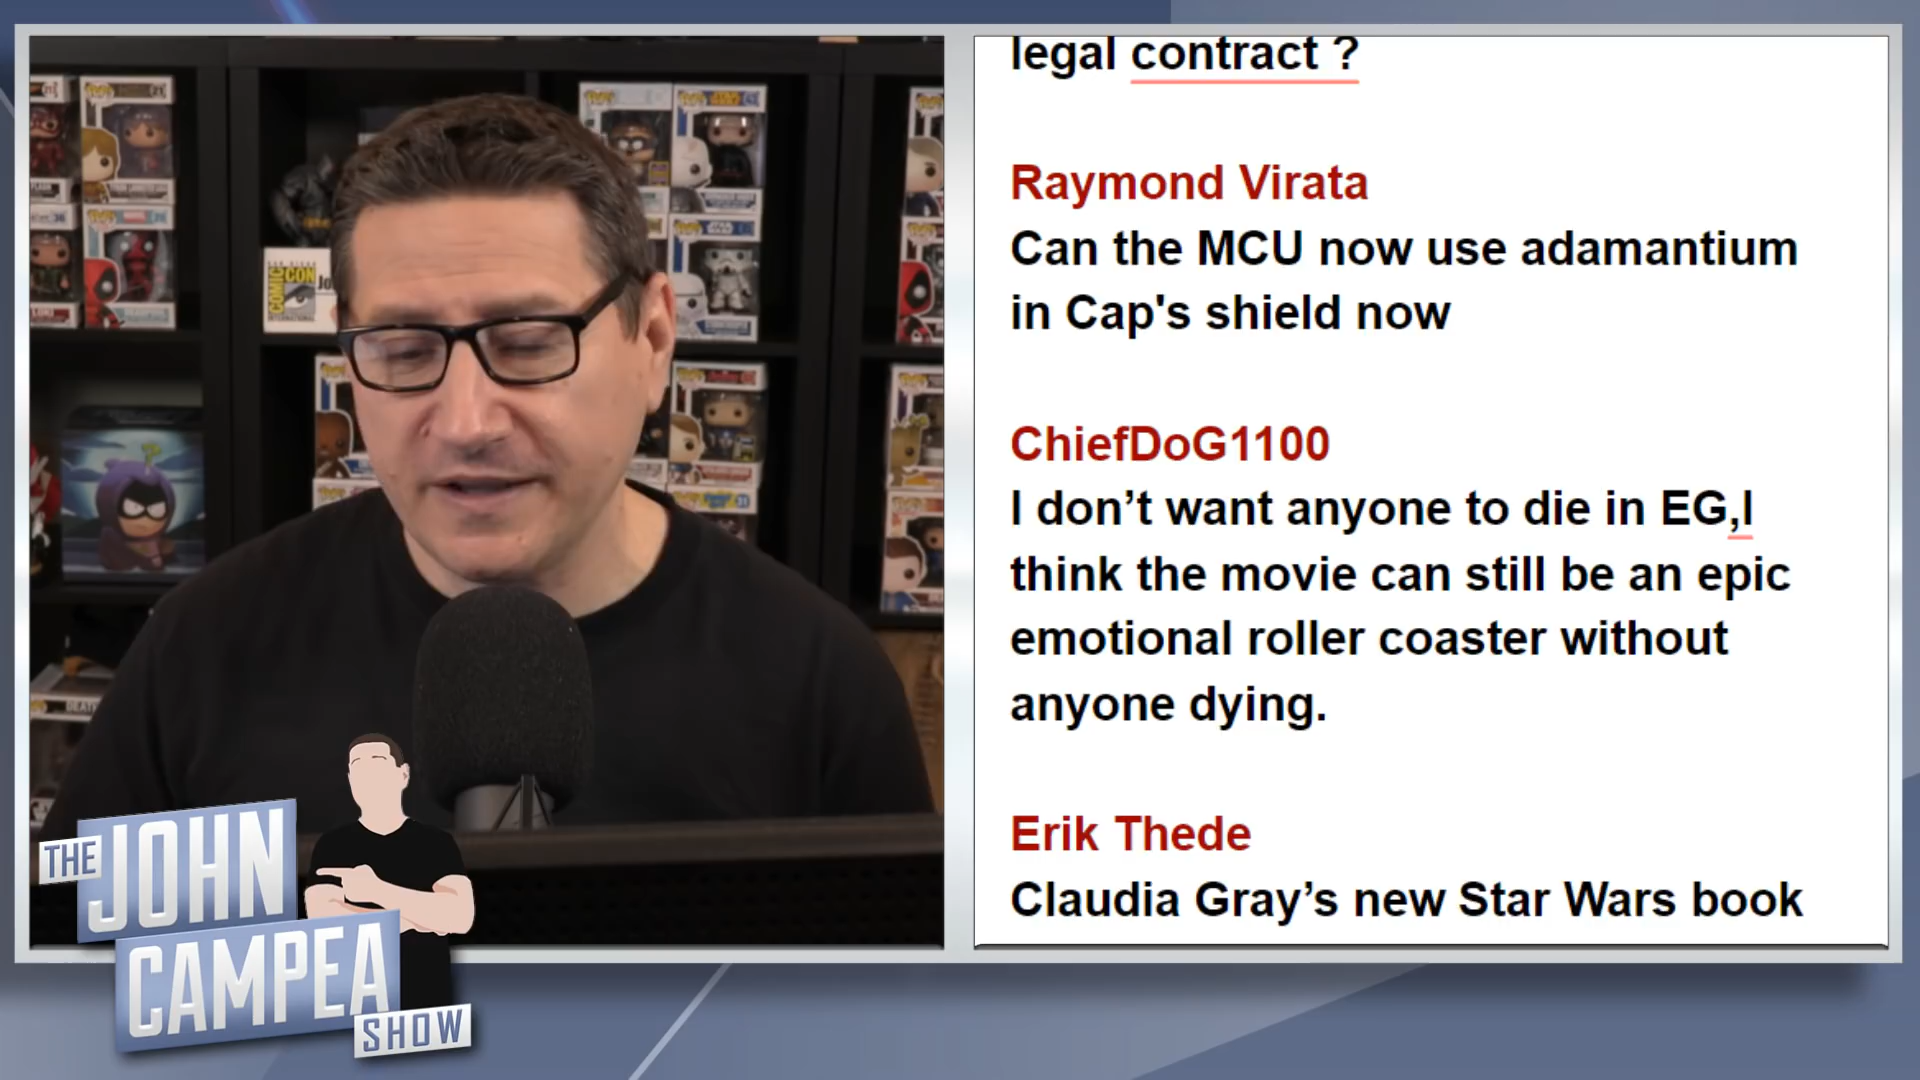 legal contract ?
Raymond Virata
Can the MCU now use adamantium
in Cap's shield now
ChiefDoG1100
I don’t want anyone to die in EG,I
think the movie can still be an epic
emotional roller coaster without
anyone dying.
Erik Thede
Claudia Gray’s new Star Wars book
COMIC
CON
THE
JOHN
CAMPEA
SHOW